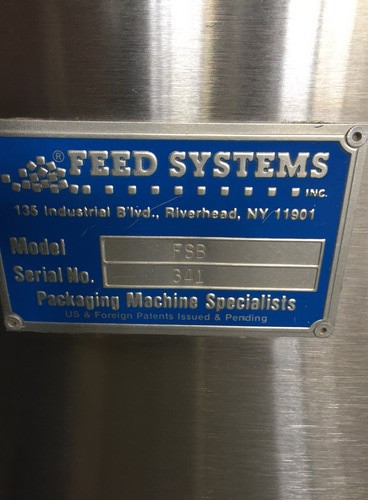 ® FEED SYSTEMS
INC.
135 Industrial B'lvd., Riverhead, NY 11901
Model FSB
Serial No. 341
Packaging Machine Specialists
US & Foreign Patents Issued & Pending